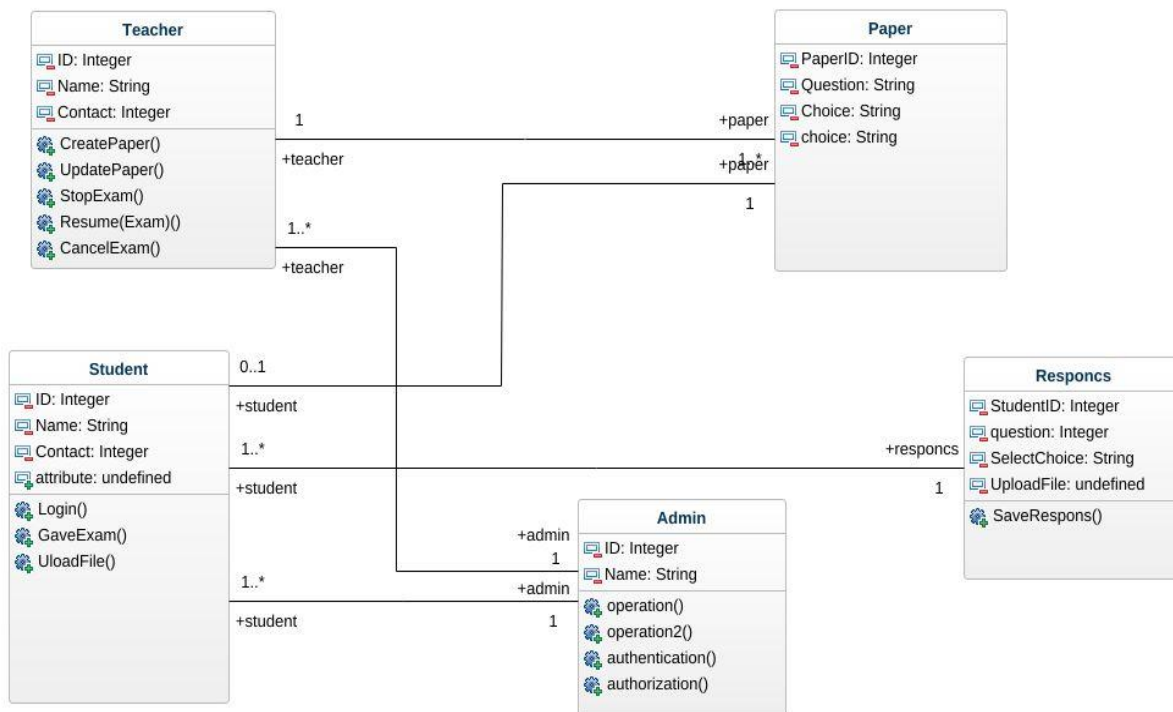 Teacher
ID: Integer
Name: String
Contact: Integer
CreatePaper()
UpdatePaper()
StopExam()
Resume(Exam)()
CancelExam()
1
+teacher
1..*
+teacher
+paper
1..*
+paper
1
Paper
PaperID: Integer
Question: String
Choice: String
choice: String
Student
ID: Integer
Name: String
Contact: Integer
attribute: undefined
Login()
GaveExam()
UloadFile()
0..1
+student
1..*
+student
1..*
+student
+responcs
1
Responcs
StudentID: Integer
question: Integer
SelectChoice: String
UploadFile: undefined
SaveRespons()
+admin
1
+admin
1
Admin
ID: Integer
Name: String
operation()
operation2()
authentication()
authorization()